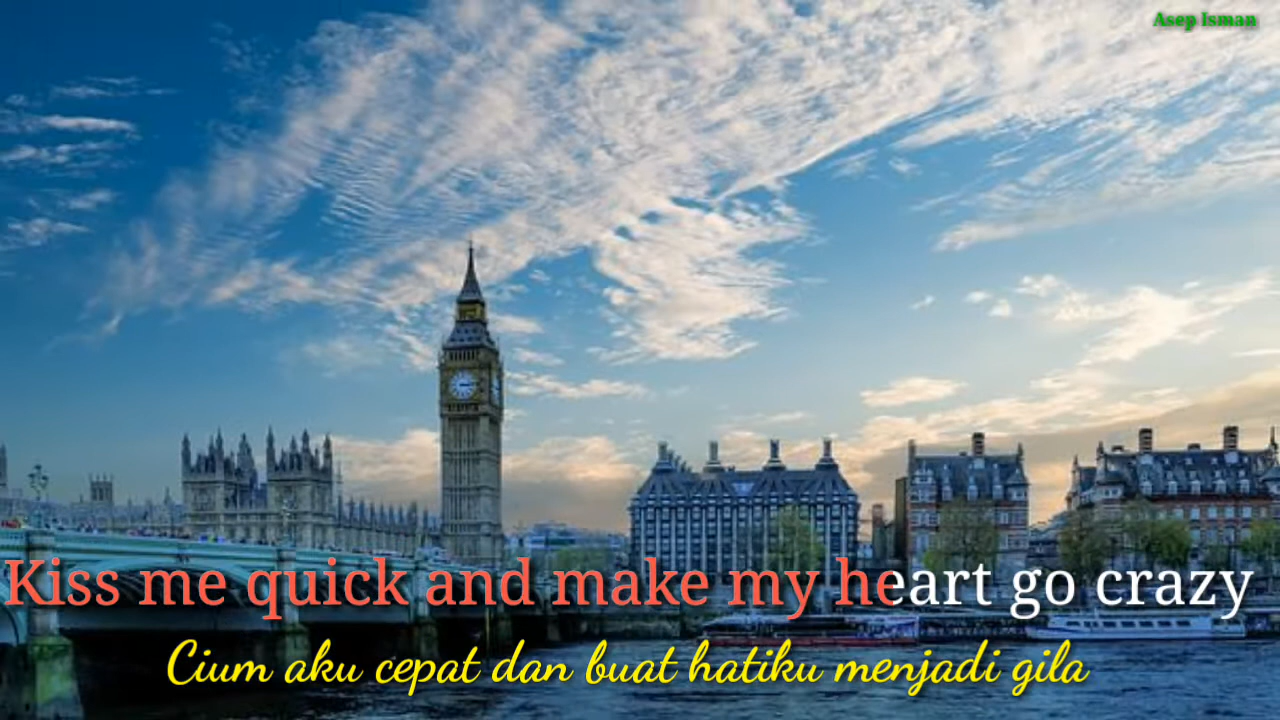 Asep Isman
Kiss me quick and make my heart go crazy
Cium aku cepat dan buat hatiku menjadi gila